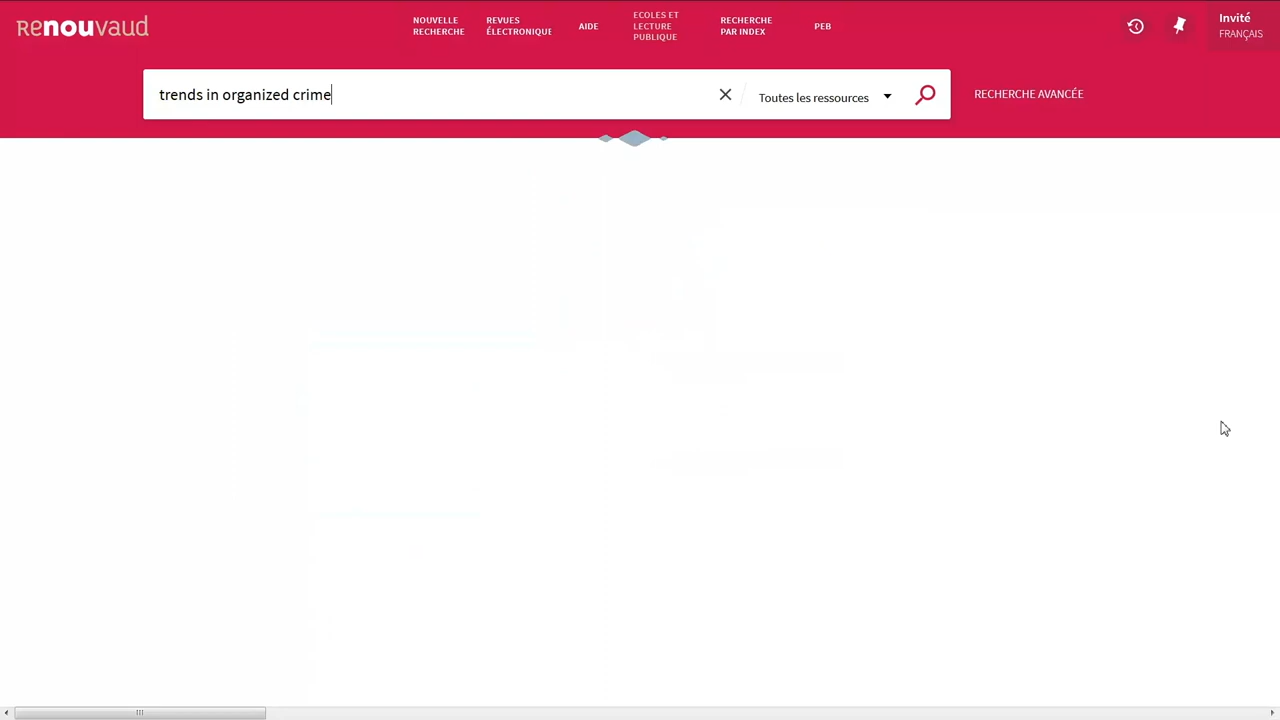 Renouvaud
NOUVELLE
RECHERCHE
REVUES
ÉLECTRONIQUE
AIDE
ECOLES ET
LECTURE
PUBLIQUE
RECHERCHE
PAR INDEX
PEB
Invité
FRANÇAIS
trends in organized crime
Toutes les ressources
RECHERCHE AVANCÉE